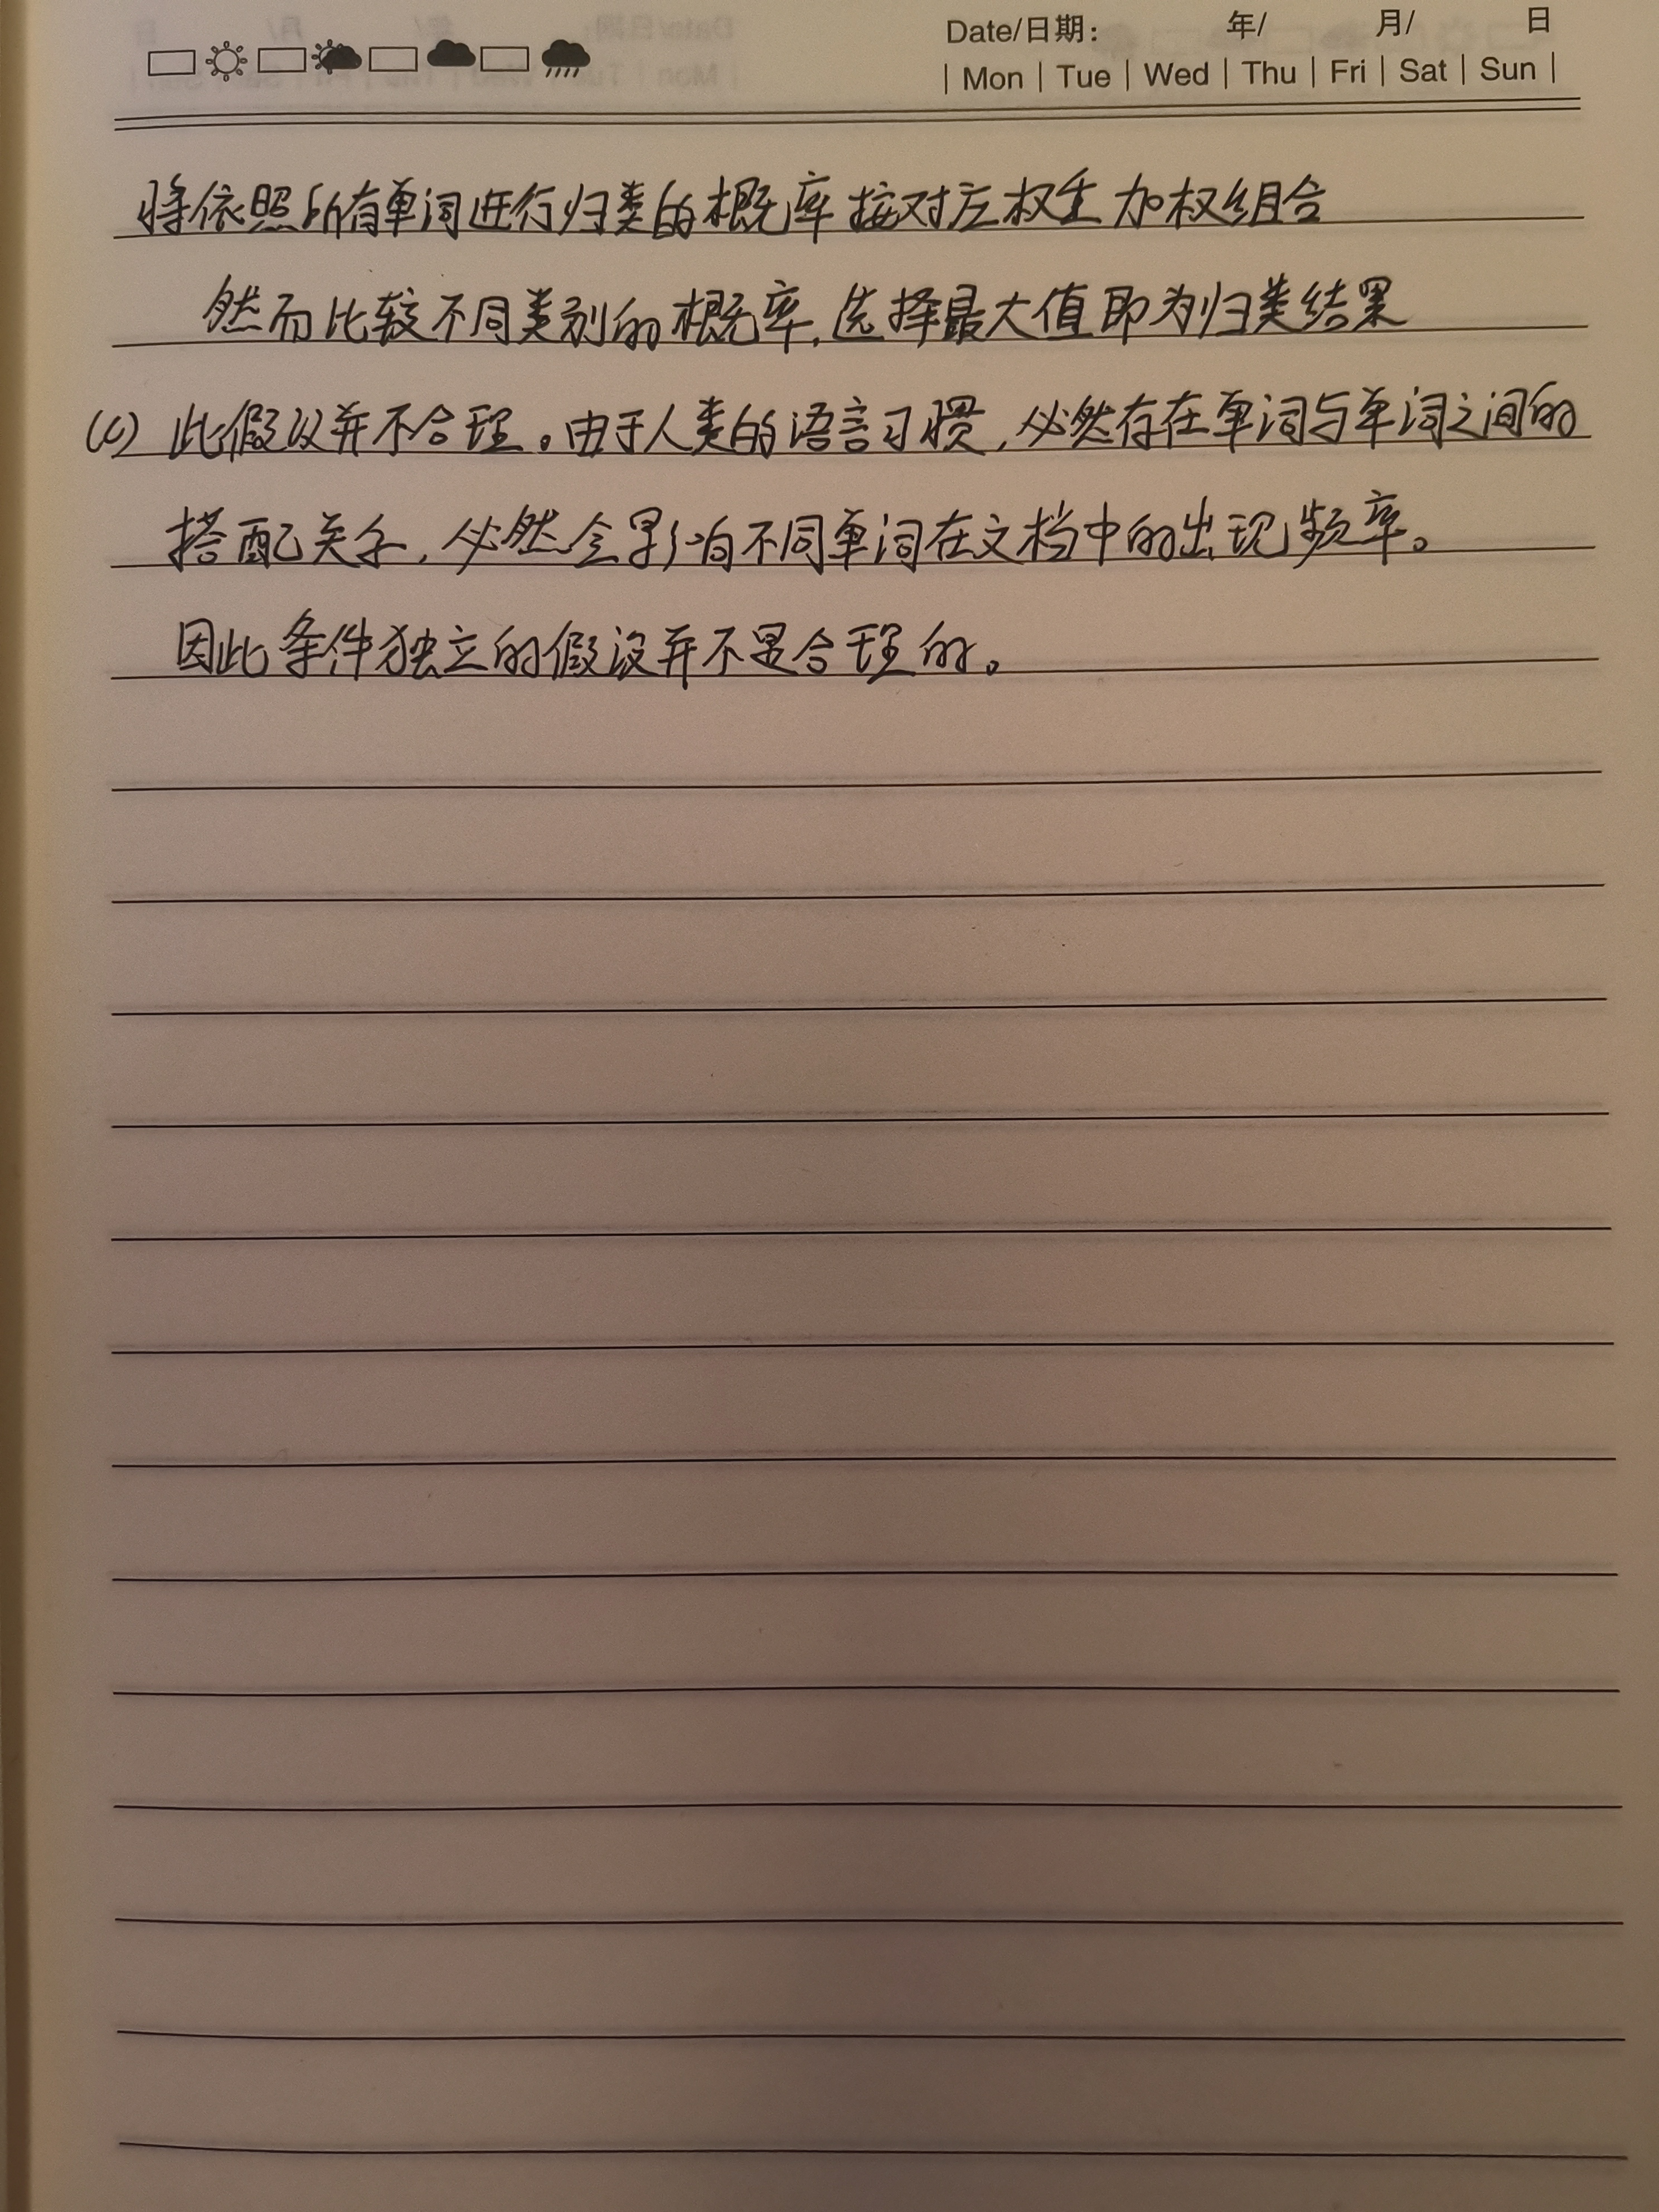 Date/日期: 年/ 月/ 日
| Mon | Tue | Wed | Thu | Fri | Sat | Sun |
将依照所有单词进行归类的概率按对应权重加权组合
然而比较不同类别的概率,选择最大值即为归类结果
(c) 此假设并不合理。由于人类的语言习惯,必然存在单词与单词之间的
搭配关系,必然会影响不同单词在文档中的出现频率。
因此条件独立的假设并不是合理的。